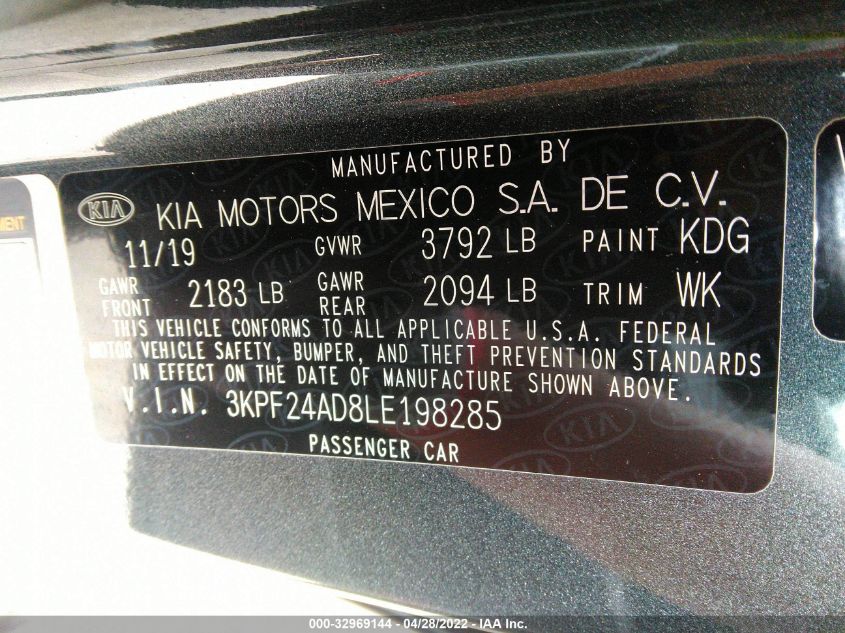 MENT
MANUFACTURED BY
KIA KIA MOTORS MEXICO S.A. DE C.V.
11/19 GVWR 3792 LB PAINT KDG
GAWR FRONT 2183 LB GAWR REAR 2094 LB TRIM WK
THIS VEHICLE CONFORMS TO ALL APPLICABLE U.S.A. FEDERAL
MOTOR VEHICLE SAFETY, BUMPER, AND THEFT PREVENTION STANDARDS
IN EFFECT ON THE DATE OF MANUFACTURE SHOWN ABOVE.
V.I.N. 3KPF24AD8LE198285
PASSENGER CAR
000-32969144 - 04/28/2022 - IAA Inc.